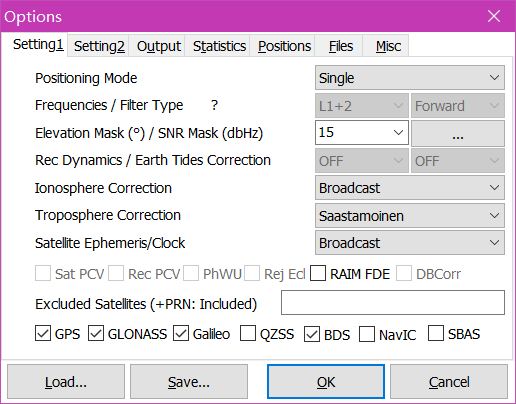 Options
Setting1 Setting2 Output Statistics Positions Files Misc
Positioning Mode Single
Frequencies / Filter Type ? L1+2 Forward
Elevation Mask (°) / SNR Mask (dbHz) 15 ...
Rec Dynamics / Earth Tides Correction OFF OFF
Ionosphere Correction Broadcast
Troposphere Correction Saastamoinen
Satellite Ephemeris/Clock Broadcast
Sat PCV Rec PCV PhWU Rej Ecl RAIM FDE DBCorr
Excluded Satellites (+PRN: Included)
GPS GLONASS Galileo QZSS BDS NavIC SBAS
Load... Save... OK Cancel